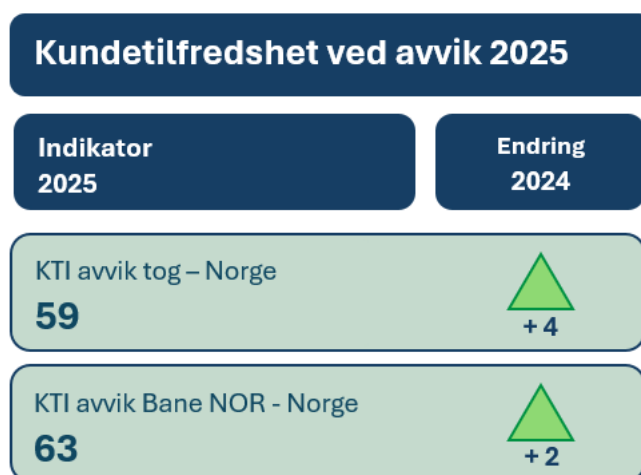 Kundetilfredshet ved avvik 2025
Indikator
2025
Endring
2024
KTI avvik tog – Norge
59
+ 4
KTI avvik Bane NOR - Norge
63
+ 2